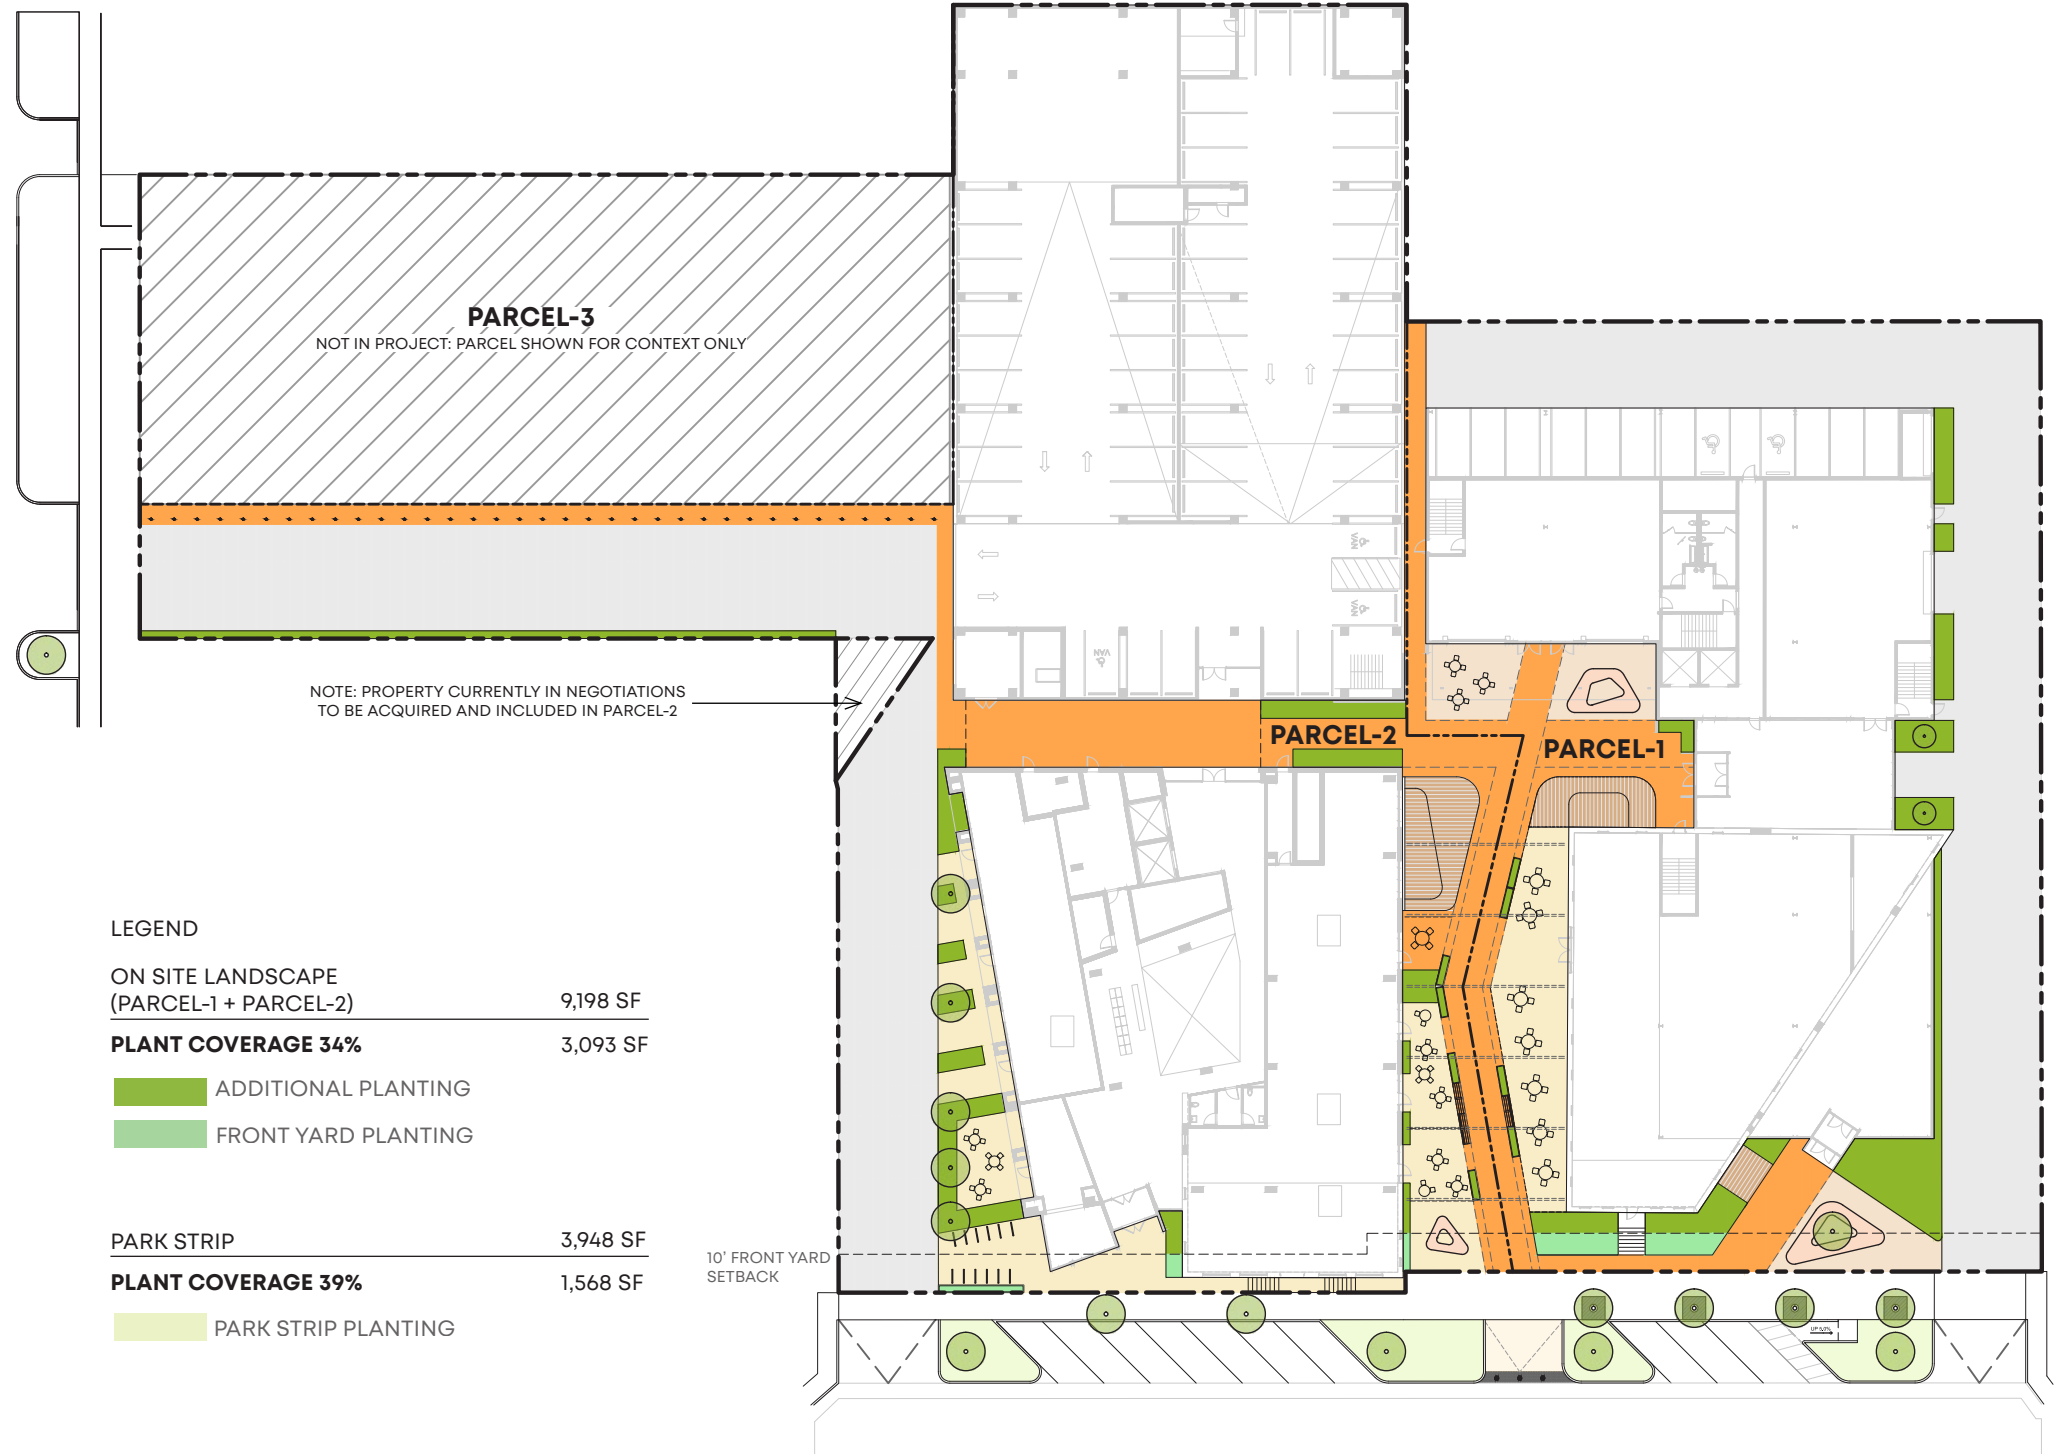 PARCEL-3
NOT IN PROJECT: PARCEL SHOWN FOR CONTEXT ONLY
VAN
VAN
VAN
NOTE: PROPERTY CURRENTLY IN NEGOTIATIONS
TO BE ACQUIRED AND INCLUDED IN PARCEL-2
PARCEL-2
PARCEL-1
LEGEND
ON SITE LANDSCAPE
(PARCEL-1 + PARCEL-2) 9,198 SF
PLANT COVERAGE 34% 3,093 SF
ADDITIONAL PLANTING
FRONT YARD PLANTING
PARK STRIP 3,948 SF
PLANT COVERAGE 39% 1,568 SF
PARK STRIP PLANTING
10' FRONT YARD
SETBACK